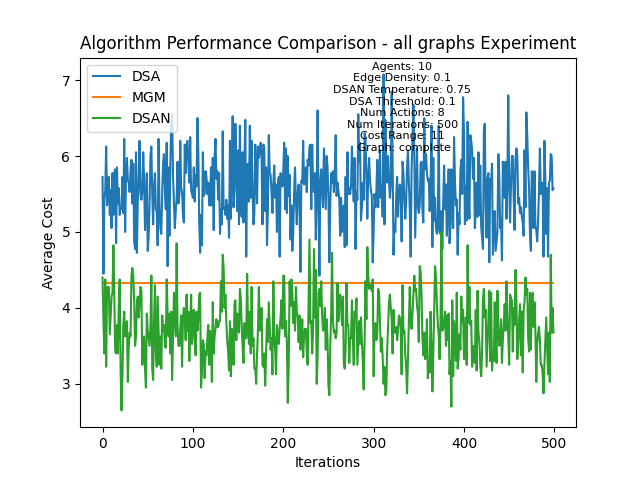 Algorithm Performance Comparison - all graphs Experiment
DSA
MGM
DSAN
Agents: 10
Edge Density: 0.1
DSAN Temperature: 0.75
DSA Threshold: 0.1
Num Actions: 8
Num Iterations: 500
Cost Range: 11
Graph: complete
Average Cost
7
6
5
4
3
0
100
200
300
400
500
Iterations